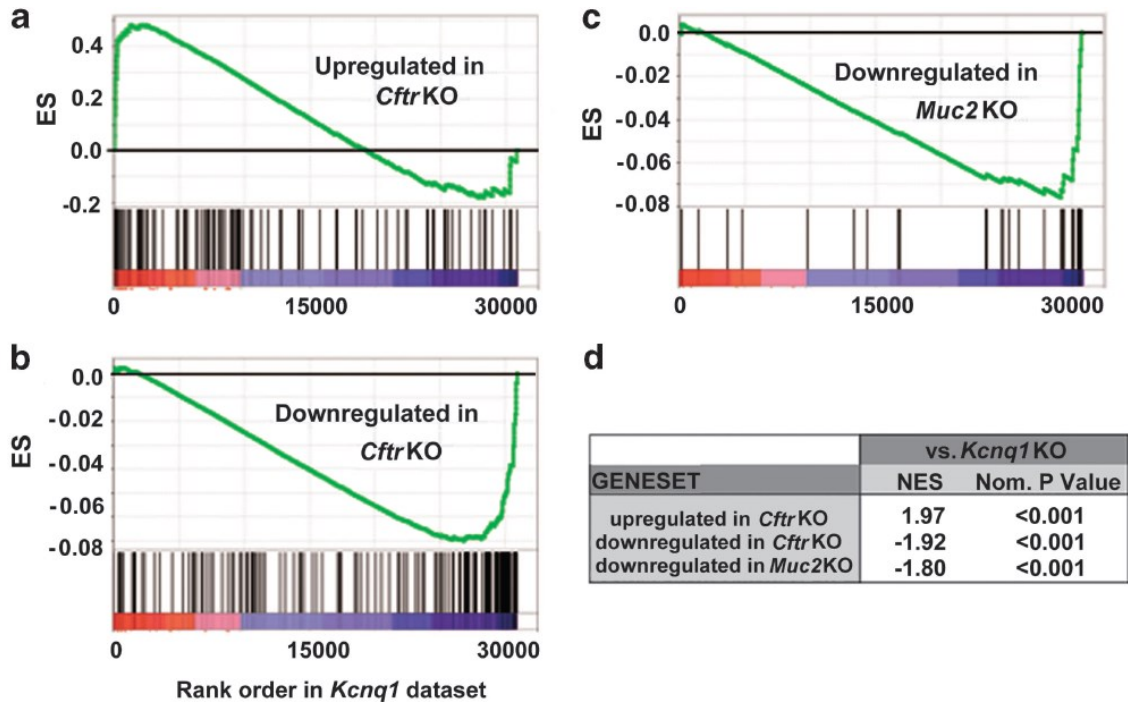 a
0.4
0.2
0.0
-0.2
ES
Upregulated in
Cftr KO
0
15000
30000
b
0.0
-0.02
-0.04
-0.06
-0.08
ES
Downregulated in
Cftr KO
0
15000
30000
Rank order in Kcnq1 dataset
c
0.0
-0.02
-0.04
-0.06
-0.08
ES
Downregulated in
Muc2 KO
0
15000
30000
d
vs. Kcnq1 KO
GENESET NES Nom. P Value
upregulated in Cftr KO 1.97 <0.001
downregulated in Cftr KO -1.92 <0.001
downregulated in Muc2KO -1.80 <0.001